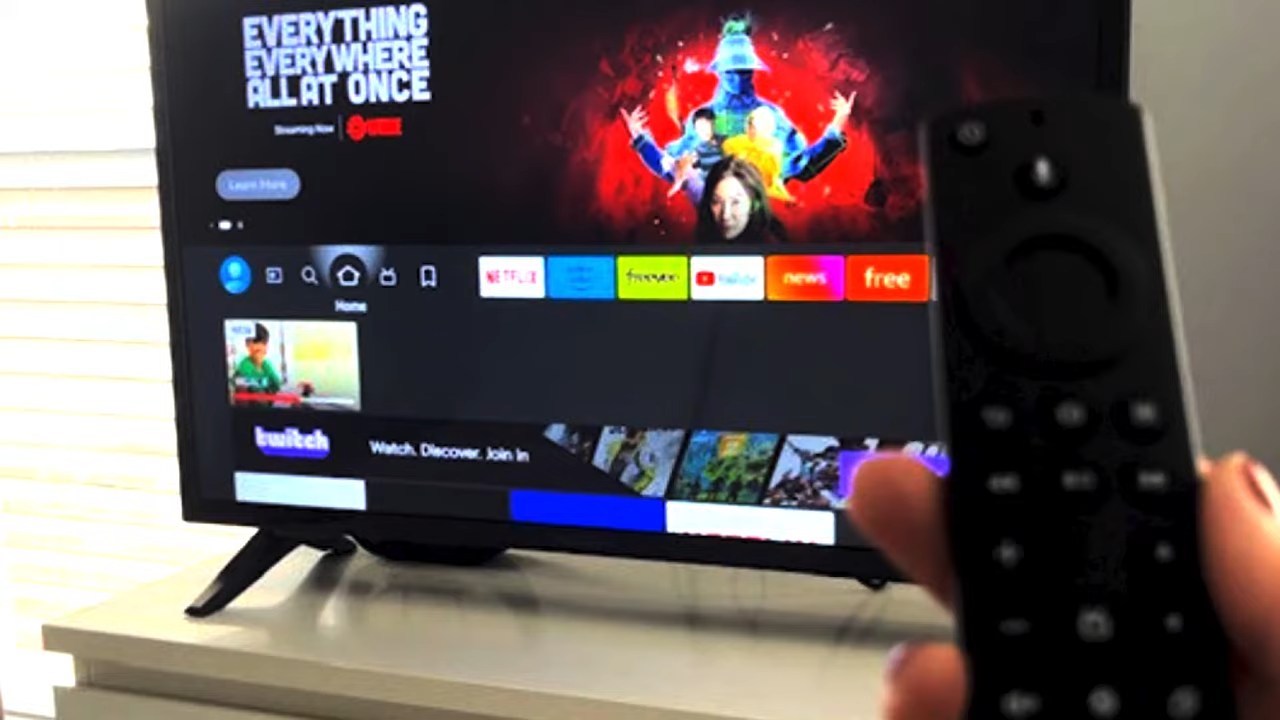 EVERYTHING
EVERYWHERE
ALL AT ONCE
Streaming Now
SHOWTIME
Learn More
NETFLIX
freevee
YouTube
news
free
Home
NEW
twitch
Watch. Discover. Join In